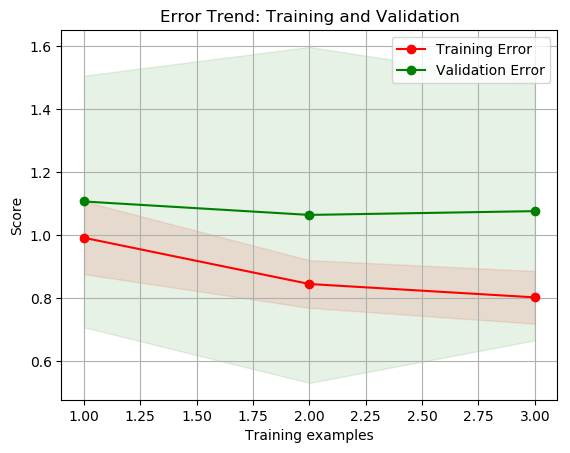 Error Trend: Training and Validation
Training Error
Validation Error
Score
1.6
1.4
1.2
1.0
0.8
0.6
1.00 1.25 1.50 1.75 2.00 2.25 2.50 2.75 3.00
Training examples